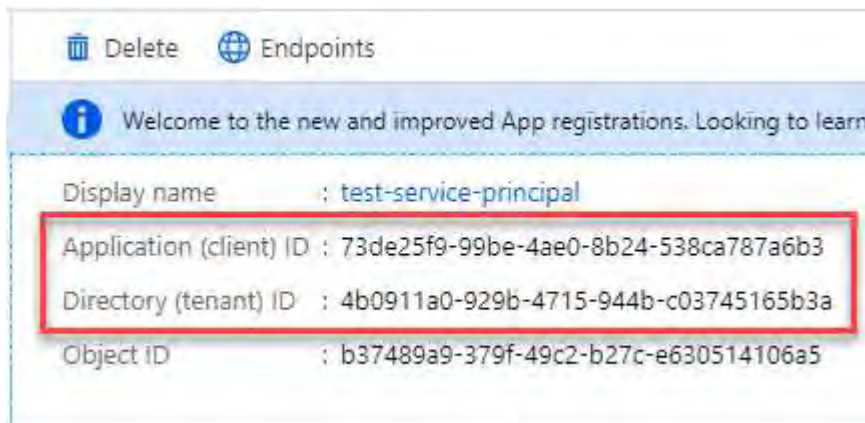 Delete Endpoints
Welcome to the new and improved App registrations. Looking to learn
Display name : test-service-principal
Application (client) ID : 73de25f9-99be-4ae0-8b24-538ca787a6b3
Directory (tenant) ID : 4b0911a0-929b-4715-944b-c03745165b3a
Object ID : b37489a9-379f-49c2-b27c-e630514106a5